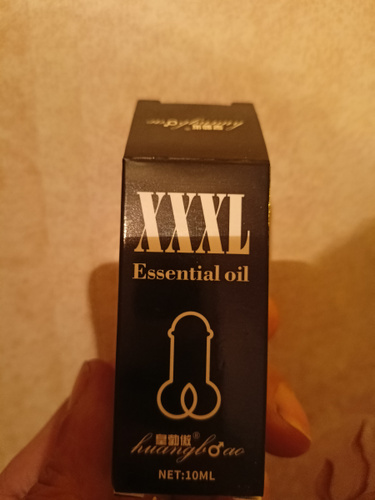 XXXL
Essential oil
皇勃傲®
huangb♂ao
NET:10ML